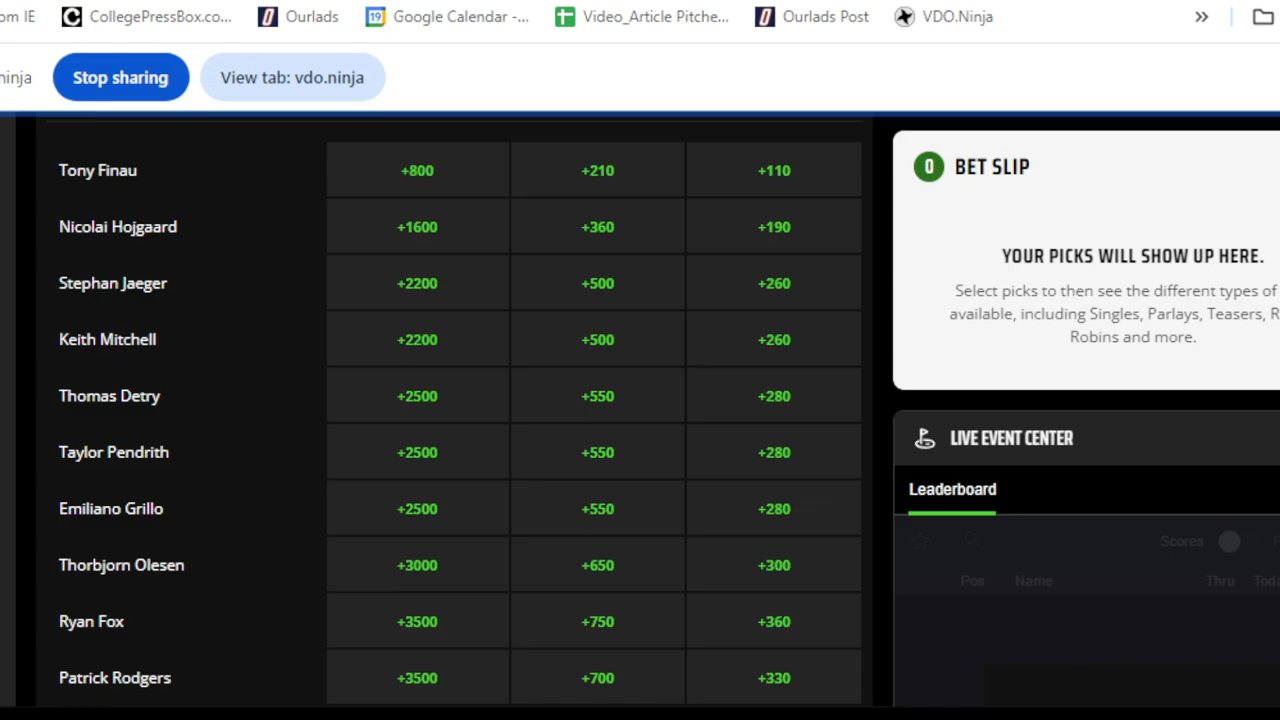 om IE CollegePressBox.co... Ourlads Google Calendar -... Video_Article Pitche... Ourlads Post VDO.Ninja »
ninja Stop sharing View tab: vdo.ninja
Tony Finau +800 +210 +110
Nicolai Hojgaard +1600 +360 +190
Stephan Jaeger +2200 +500 +260
Keith Mitchell +2200 +500 +260
Thomas Detry +2500 +550 +280
Taylor Pendrith +2500 +550 +280
Emiliano Grillo +2500 +550 +280
Thorbjorn Olesen +3000 +650 +300
Ryan Fox +3500 +750 +360
Patrick Rodgers +3500 +700 +330
0 BET SLIP
YOUR PICKS WILL SHOW UP HERE.
Select picks to then see the different types of
available, including Singles, Parlays, Teasers, R
Robins and more.
LIVE EVENT CENTER
Leaderboard
Scores
Pos Name Thru Toda